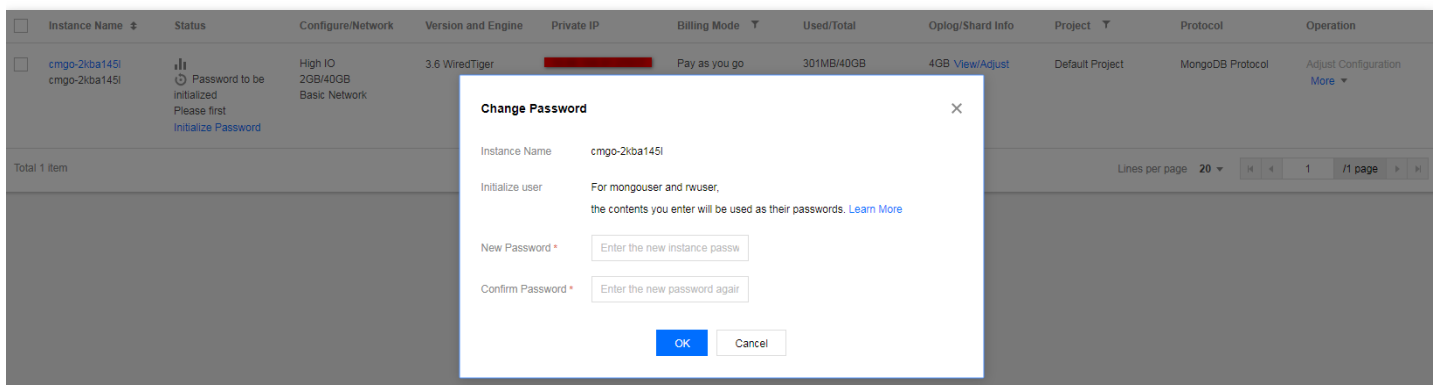 Instance Name Status Configure/Network Version and Engine Private IP Billing Mode Used/Total Oplog/Shard Info Project Protocol Operation
cmgo-2kba145l High IO 3.6 WiredTiger Pay as you go 301MB/40GB 4GB View/Adjust Default Project MongoDB Protocol Adjust Configuration
cmgo-2kba145l Password to be 2GB/40GB More
initialized Basic Network
Please first
Initialize Password
Change Password
Instance Name cmgo-2kba145l
Initialize user For mongouser and rwuser,
the contents you enter will be used as their passwords. Learn More
New Password * Enter the new instance passw
Confirm Password * Enter the new password again
OK Cancel
Total 1 item Lines per page 20 1 /1 page